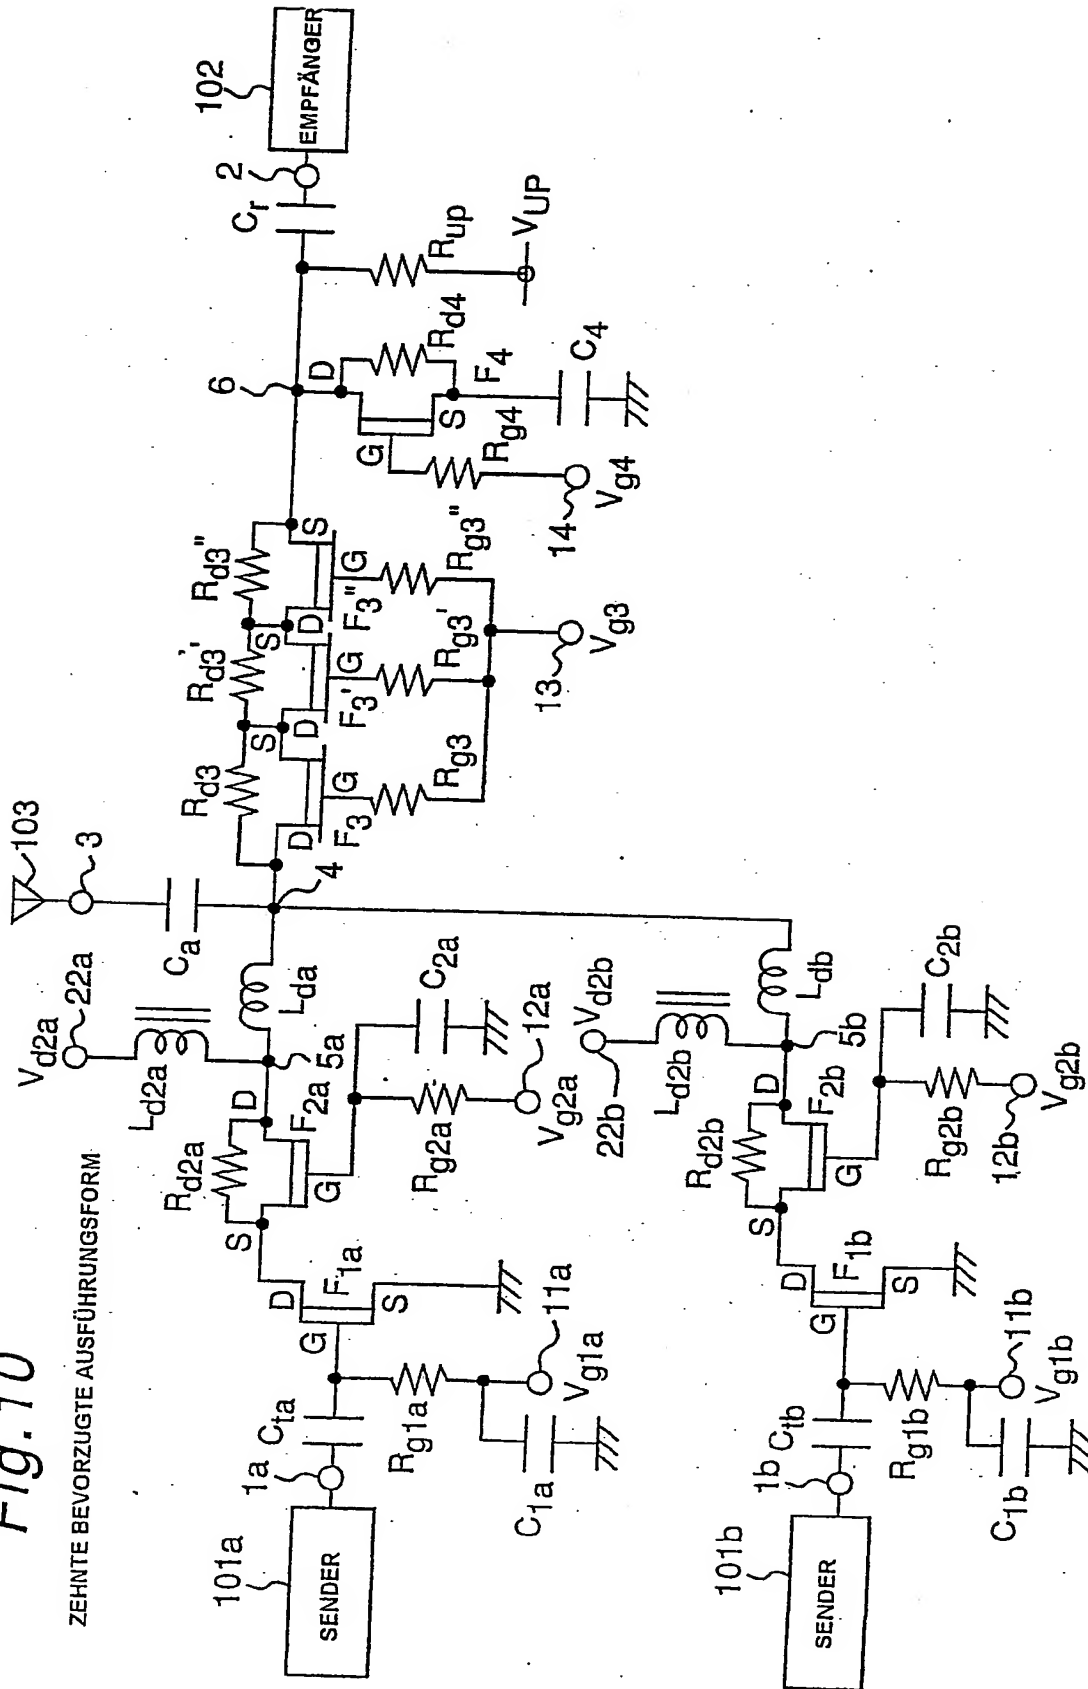 Fig.10
ZEHNTE BEVORZUGTE AUSFÜHRUNGSFORM
101a
SENDER
1a
Cta
Rg1a
C1a
Vg1a
11a
G
D
S
F1a
S
Rd2a
D
G
F2a
Ld2a
Vd2a
22a
5a
Rg2a
C2a
Vg2a
12a
Lda
Ca
3
103
4
101b
SENDER
1b
Ctb
Rg1b
C1b
Vg1b
11b
G
D
S
F1b
S
Rd2b
D
G
F2b
Ld2b
Vd2b
22b
5b
Rg2b
C2b
Vg2b
12b
Ldb
Rd3
D
F3
G
S
Rg3
Rd3'
D
F3'
G
S
Rg3'
Rd3"
D
F3"
G
S
Rg3"
13
Vg3
6
D
G
S
Rd4
F4
Rg4
14
Vg4
C4
Rup
VUP
Cr
2
102
EMPFÄNGER